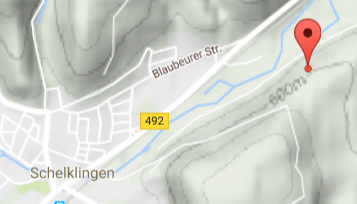 Blaubeurer Str.
600m
492
Schelklingen